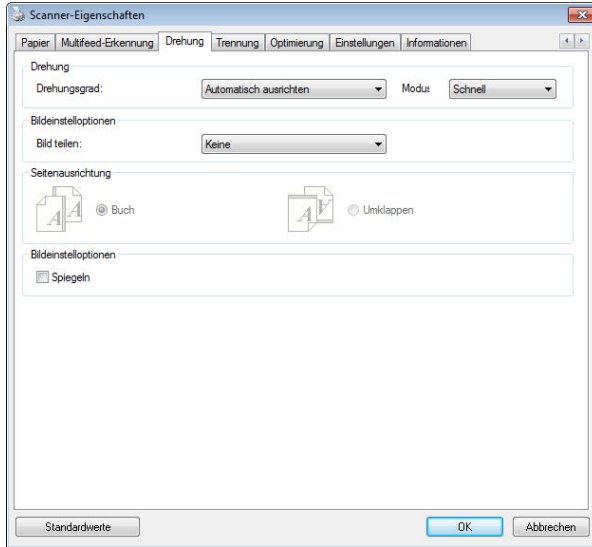 Scanner-Eigenschaften
Papier Multifeed-Erkennung Drehung Trennung Optimierung Einstellungen Informationen
Drehung
Drehungsgrad: Automatisch ausrichten Modus Schnell
Bildeinstelloptionen
Bild teilen: Keine
Seitenausrichtung
A A Buch A A Umklappen
Bildeinstelloptionen
Spiegeln
Standardwerte OK Abbrechen